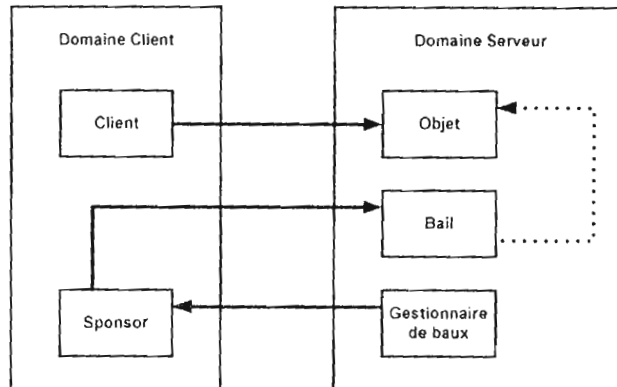 Domaine Client
Domaine Serveur
Client
Objet
Bail
Sponsor
Gestionnaire
de baux